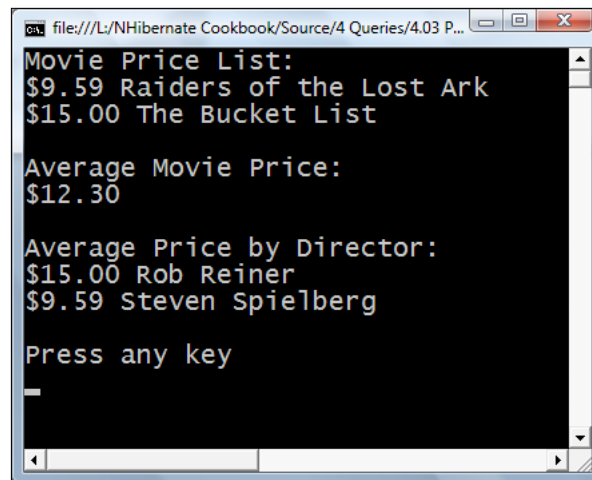 file:///L:/NHibernate Cookbook/Source/4 Queries/4.03 P...
Movie Price List:
$9.59 Raiders of the Lost Ark
$15.00 The Bucket List
Average Movie Price:
$12.30
Average Price by Director:
$15.00 Rob Reiner
$9.59 Steven Spielberg
Press any key